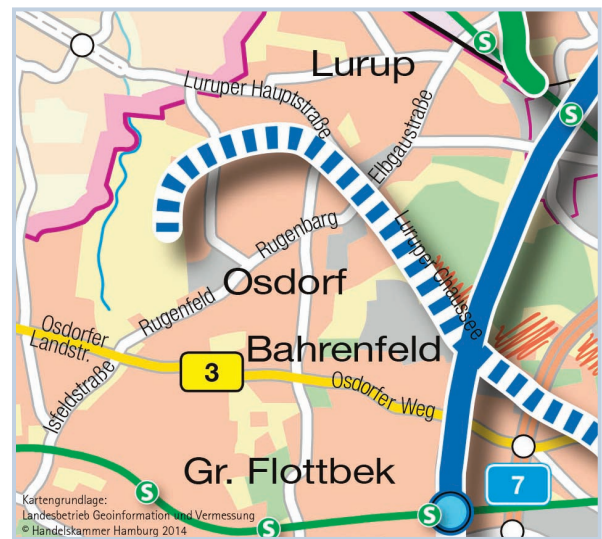 S
Lurup
Luruper Hauptstraße
Elbgaustraße
S
Rugenbarg
Luruper Chaussee
Osdorf
Rugenfeld
Osdorfer
Landstr.
Bahrenfeld
3
Osdorfer Weg
Isfeldstraße
Gr. Flottbek
7
S
S
S
Kartengrundlage:
Landesbetrieb Geoinformation und Vermessung
© Handelskammer Hamburg 2014